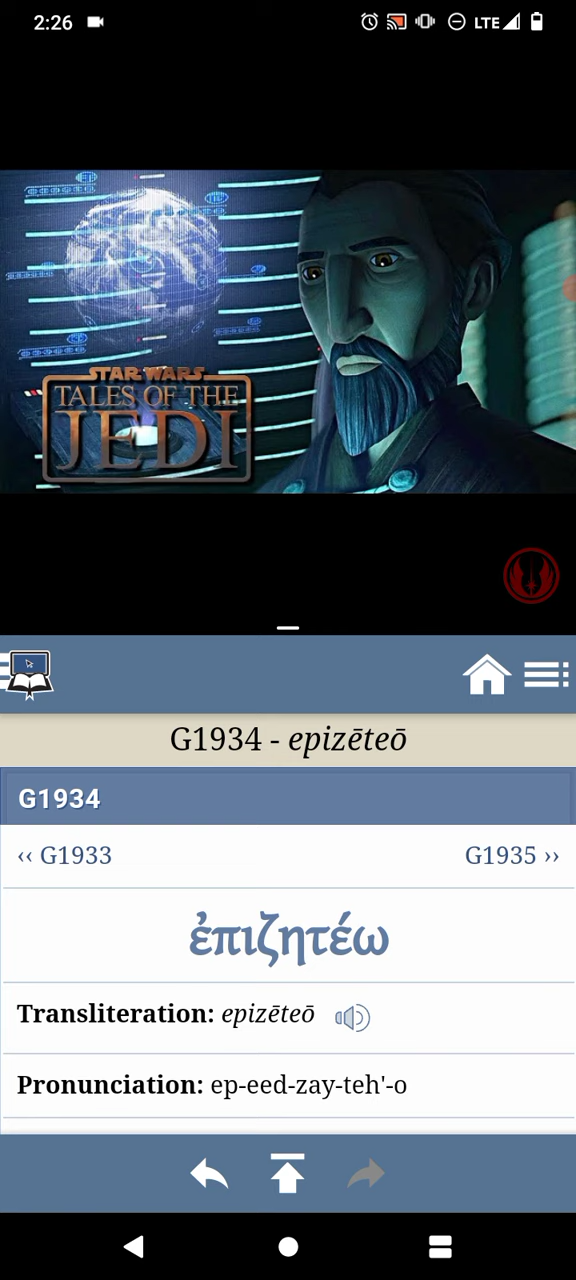 2:26
LTE
STAR WARS
TALES OF THE
JEDI
G1934 - epizēteō
G1934
‹‹ G1933
G1935 ››
ἐπιζητέω
Transliteration: epizēteō
Pronunciation: ep-eed-zay-teh'-o